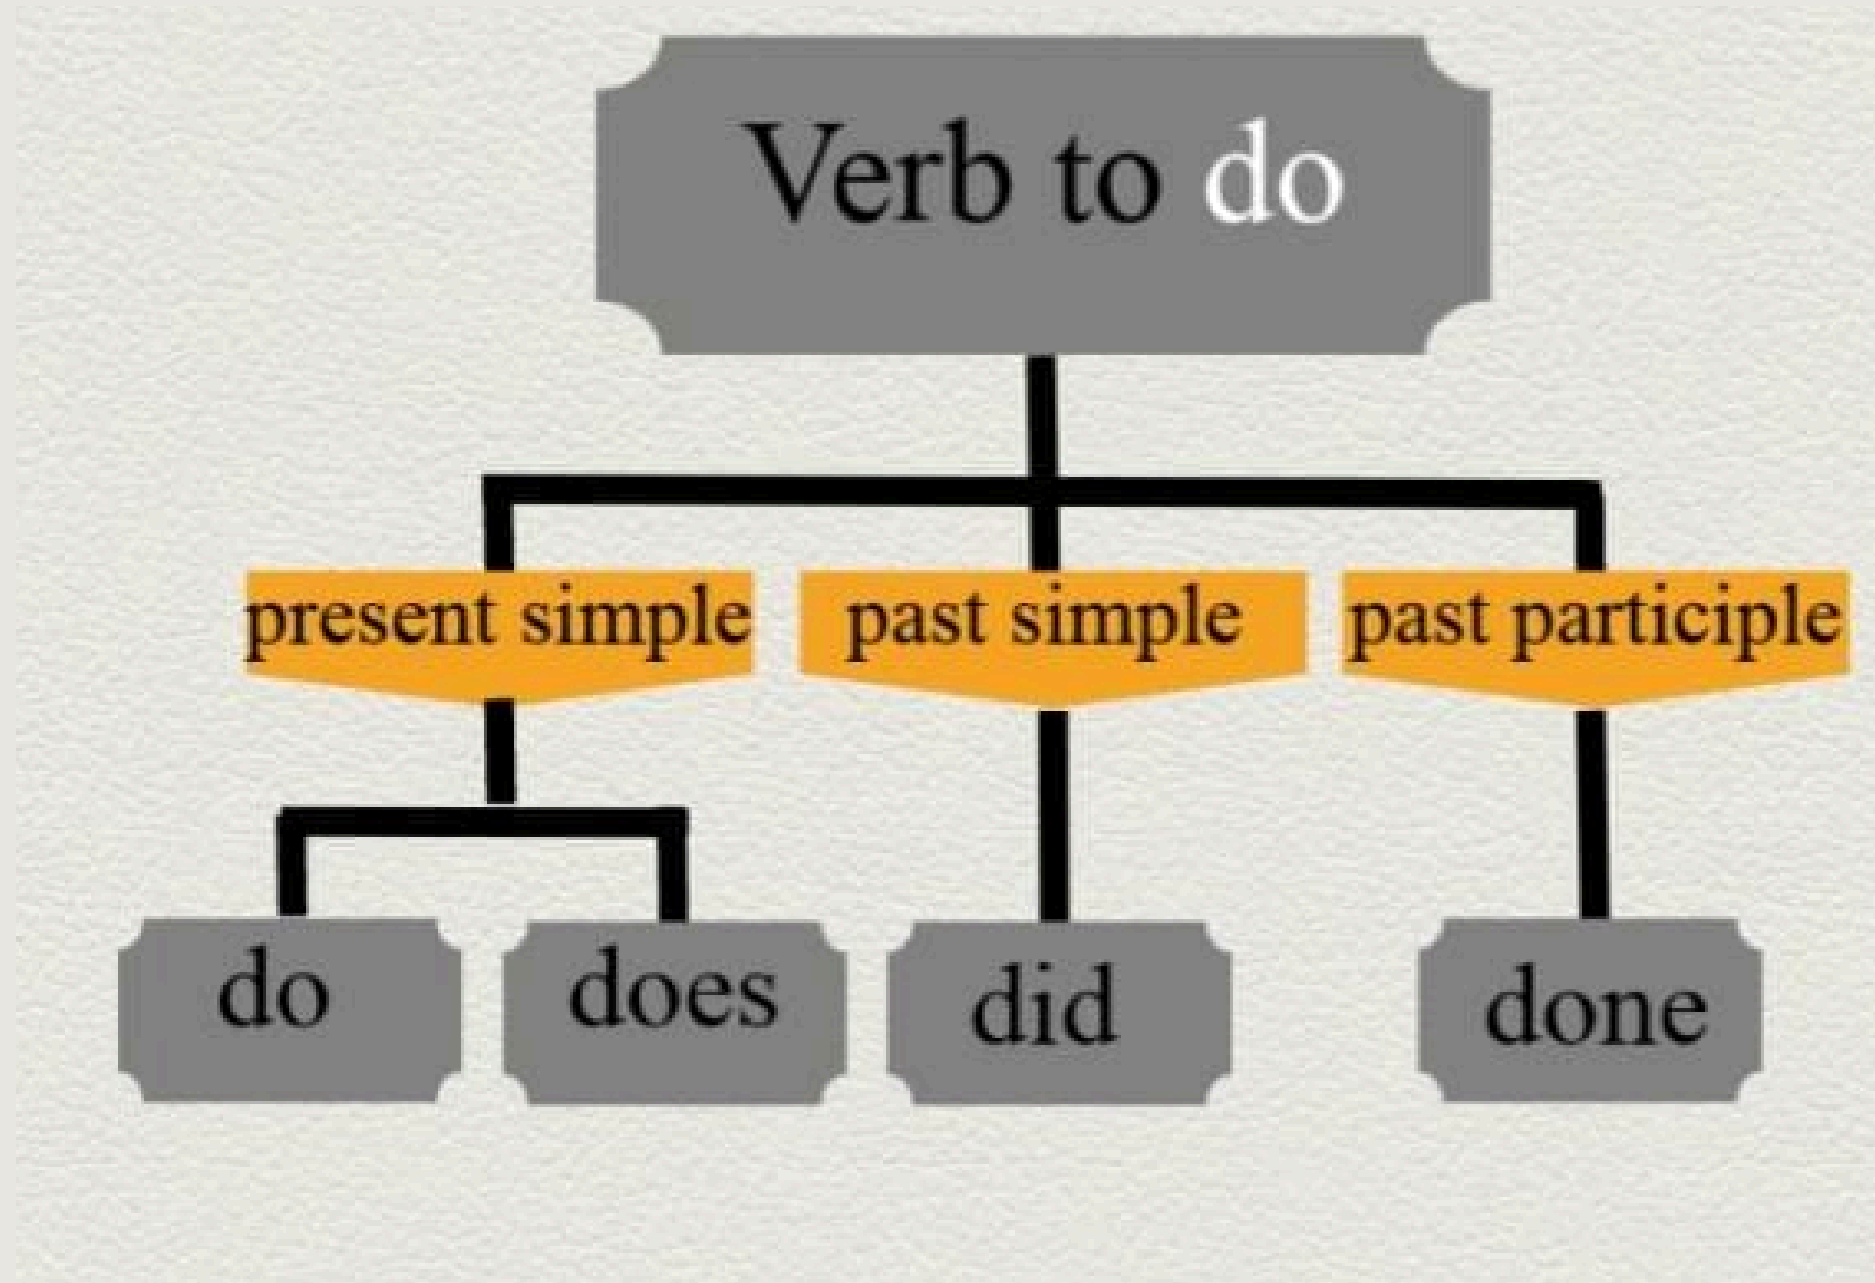 Verb to do
present simple
past simple
past participle
do
does
did
done